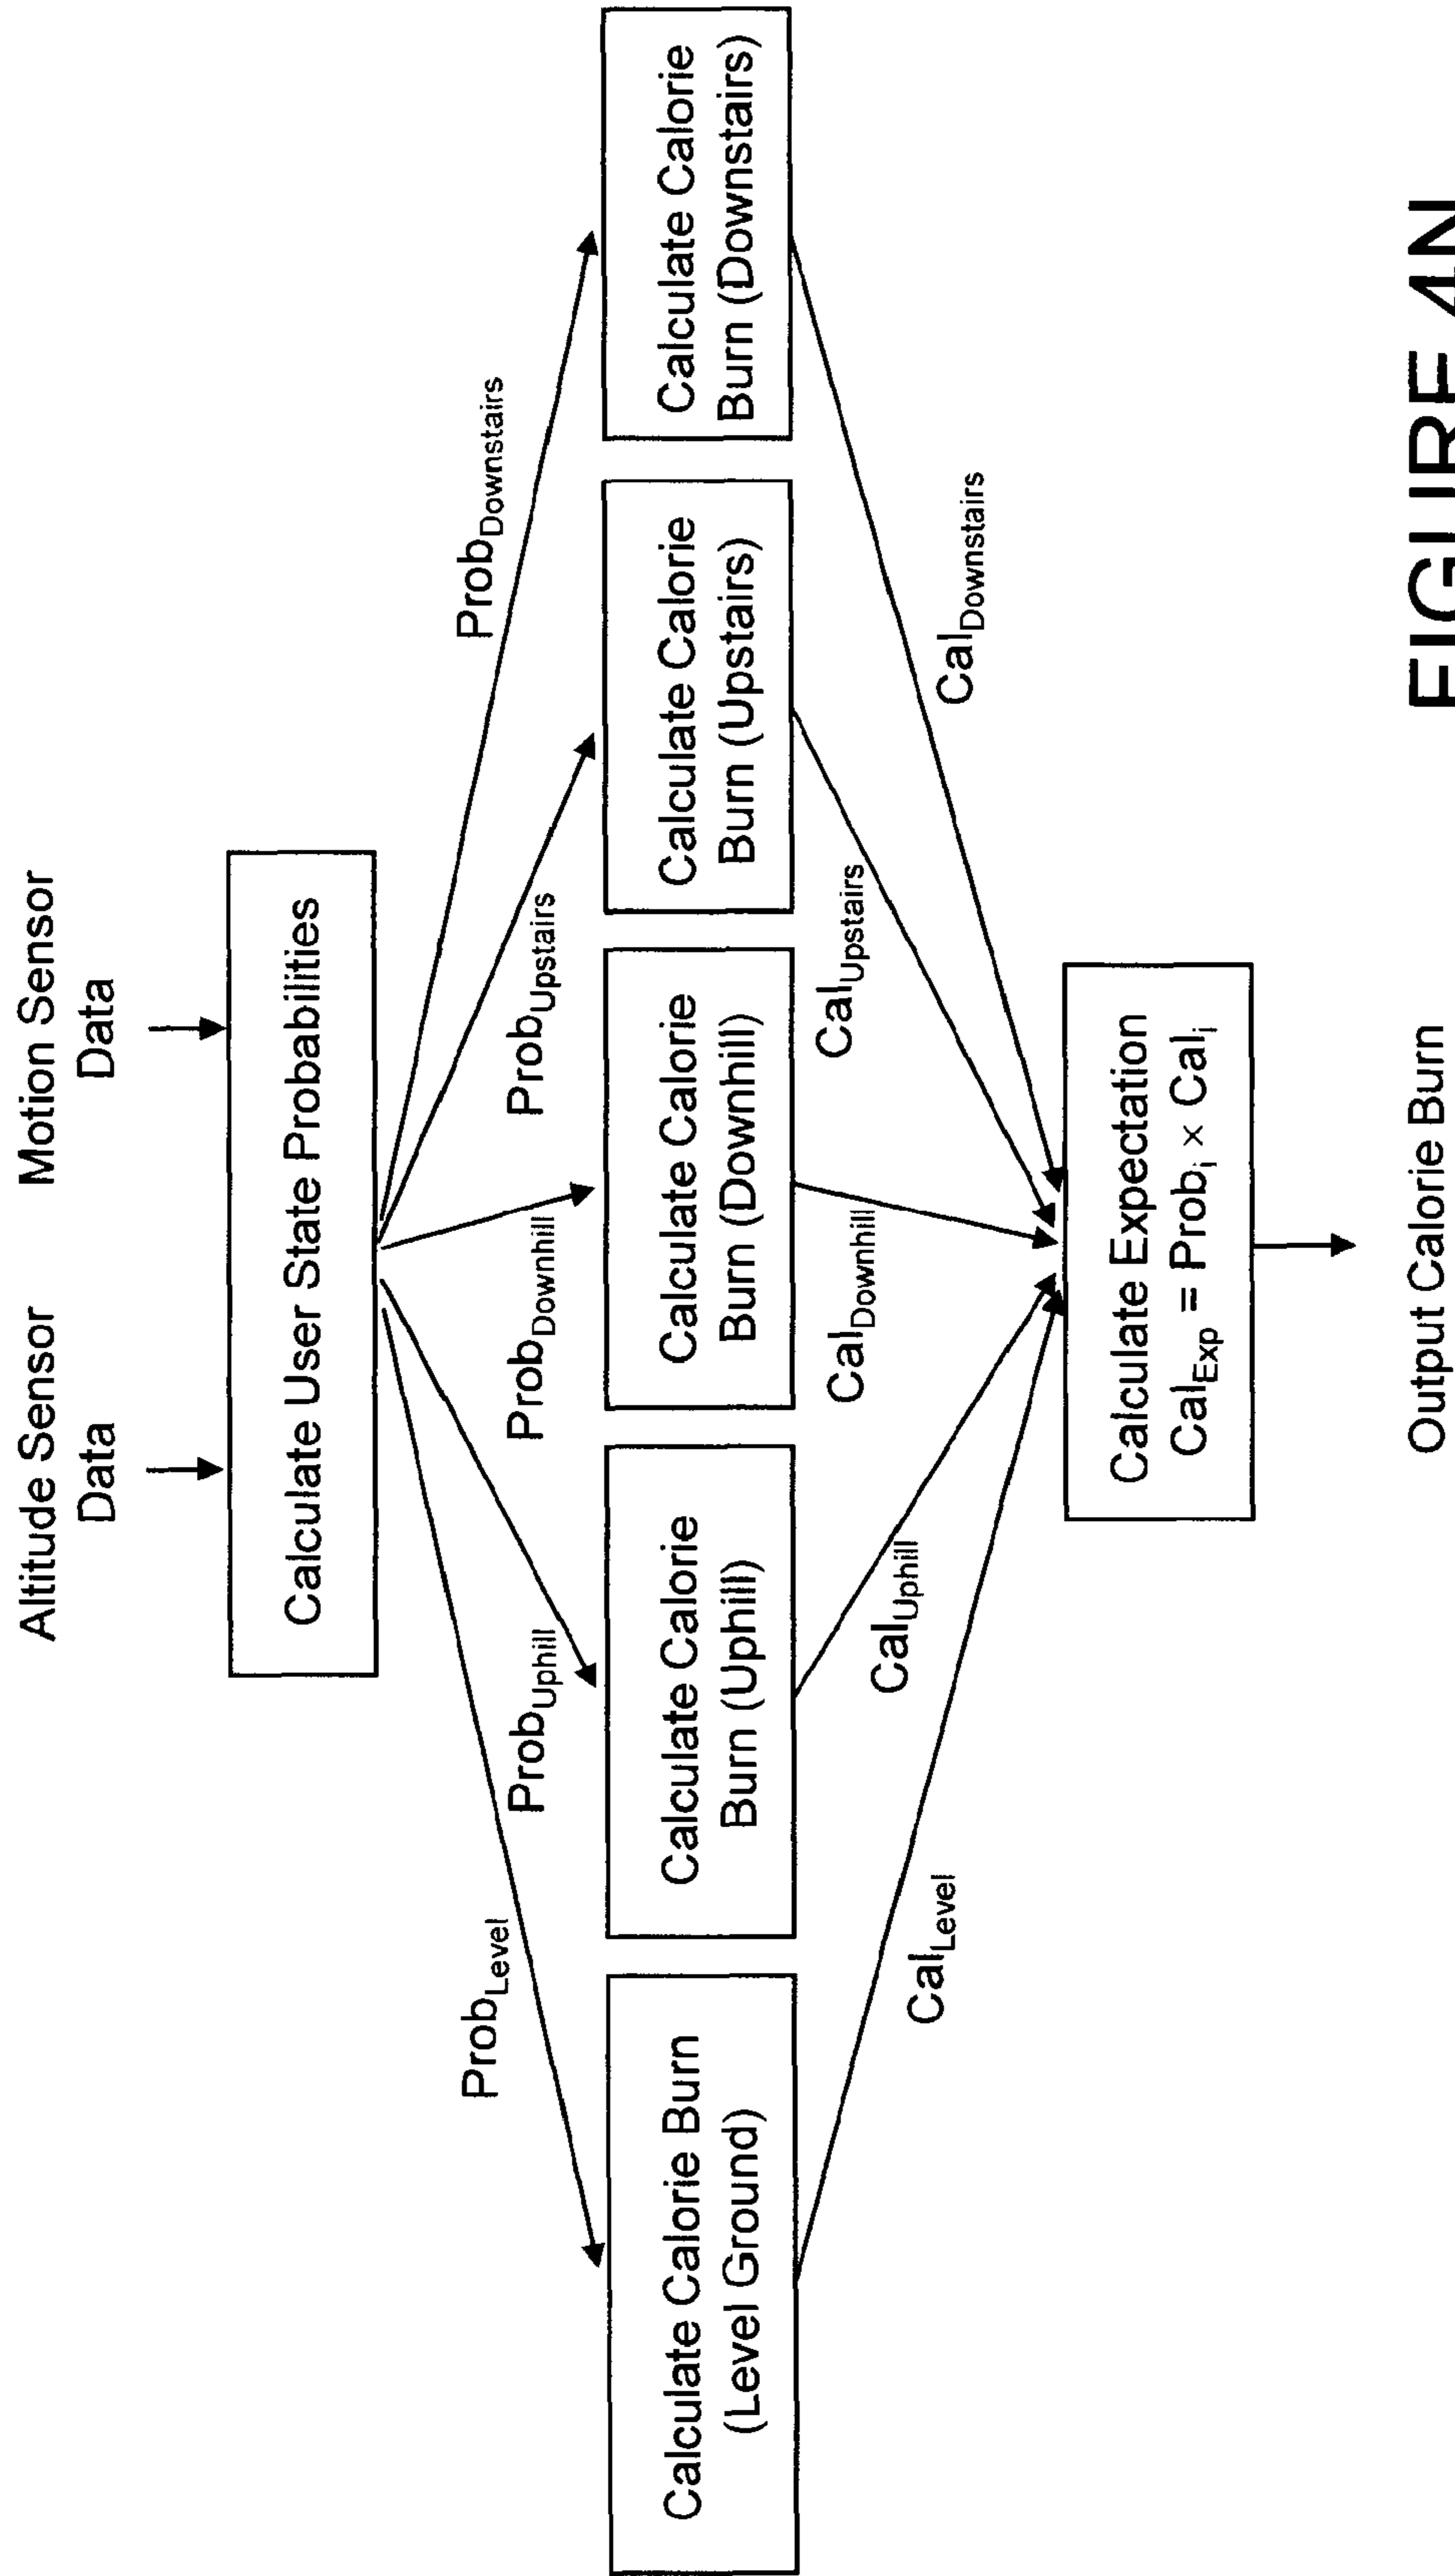 Altitude Sensor
Data
Motion Sensor
Data
Calculate User State Probabilities
Prob_Level
Prob_Uphill
Prob_Downhill
Prob_Upstairs
Prob_Downstairs
Calculate Calorie Burn
(Level Ground)
Calculate Calorie
Burn (Uphill)
Calculate Calorie
Burn (Downhill)
Calculate Calorie
Burn (Upstairs)
Calculate Calorie
Burn (Downstairs)
Cal_Level
Cal_Uphill
Cal_Downhill
Cal_Upstairs
Cal_Downstairs
Calculate Expectation
Cal_Exp = Prob_i × Cal_i
Output Calorie Burn
FIGURE 4N